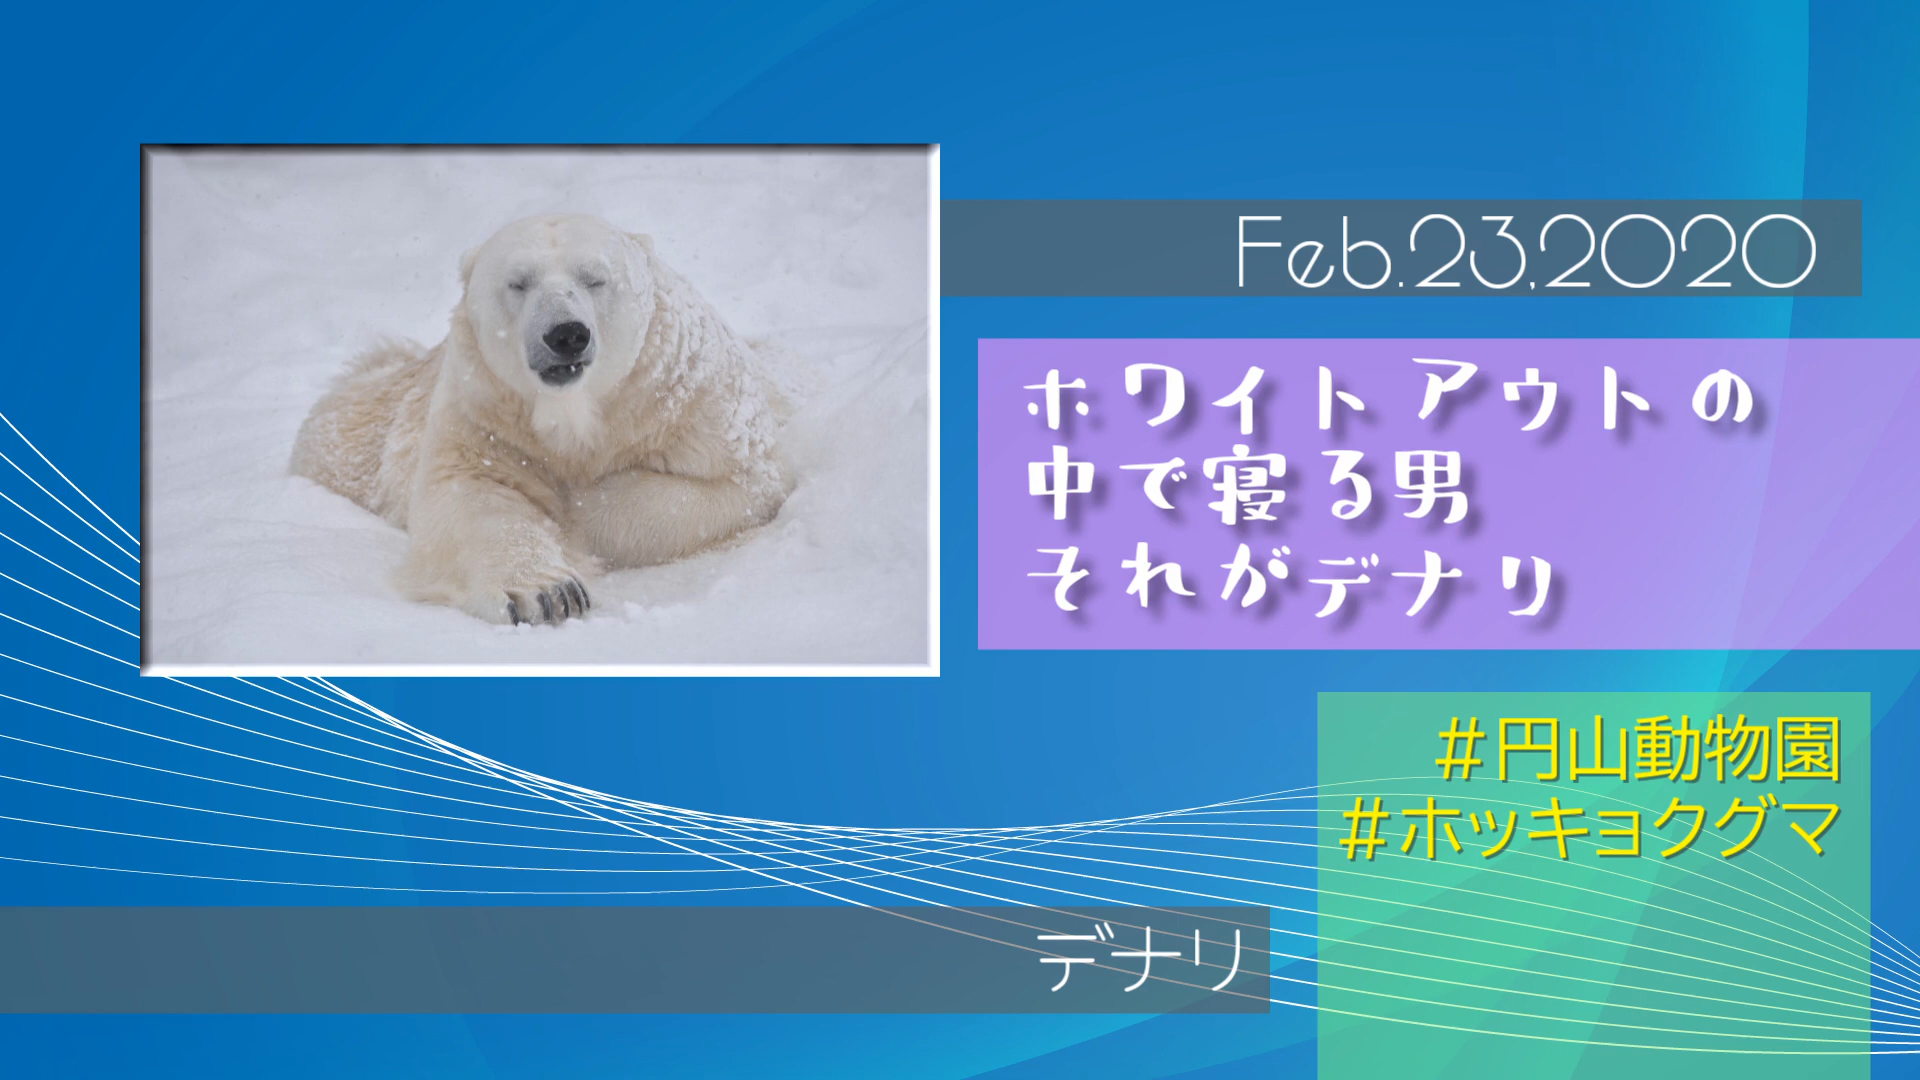 Feb.23,2020
ホワイトアウトの
中で寝る男
それがデナリ
#円山動物園
#ホッキョクグマ
デナリ